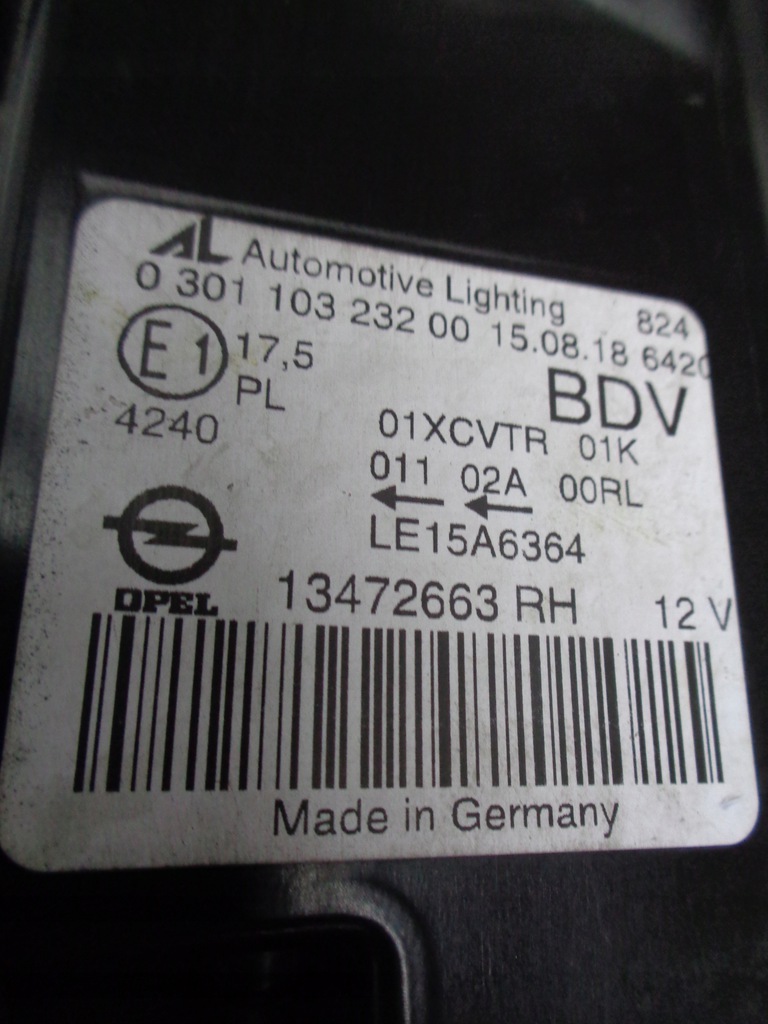 AL Automotive Lighting 824
0 301 103 232 00 15.08.18 6420
E1 17,5 BDV
PL
4240 01XCVTR 01K
011 02A 00RL
LE15A6364
OPEL 13472663 RH 12 V
Made in Germany